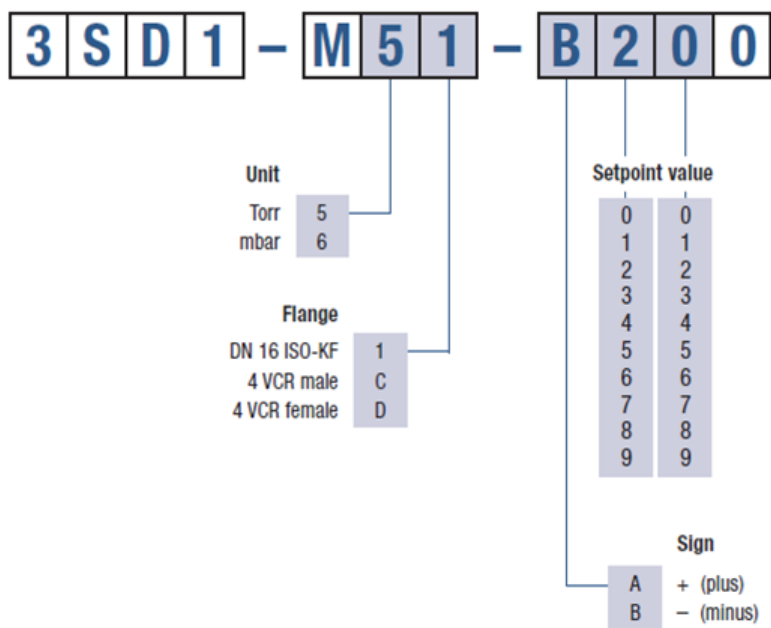 3SD1-M51-B200
Unit
Setpoint value
Torr 5
mbar 6
0 0
1 1
2 2
3 3
4 4
5 5
6 6
7 7
8 8
9 9
Flange
DN 16 ISO-KF 1
4 VCR male C
4 VCR female D
Sign
A + (plus)
B – (minus)